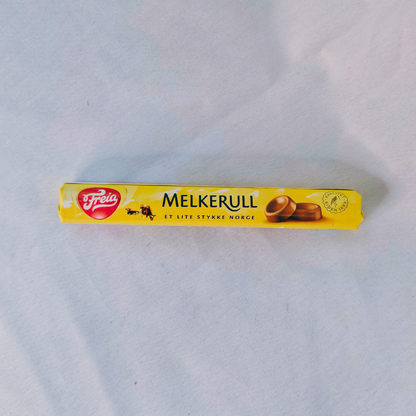 Freia
MELKERULL
ET LITE STYKKE NORGE